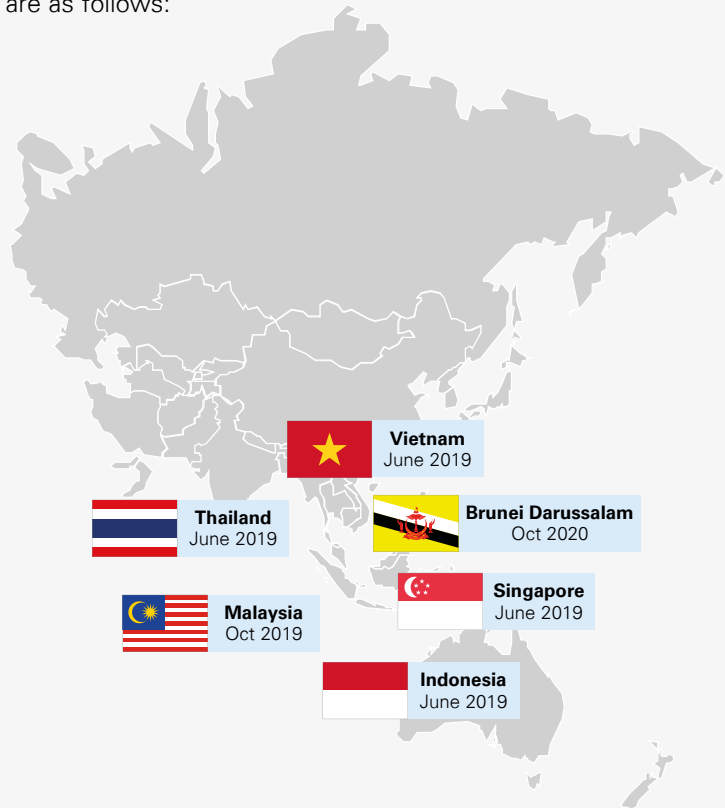 are as follows:
Vietnam
June 2019
Thailand
June 2019
Brunei Darussalam
Oct 2020
Singapore
June 2019
Malaysia
Oct 2019
Indonesia
June 2019